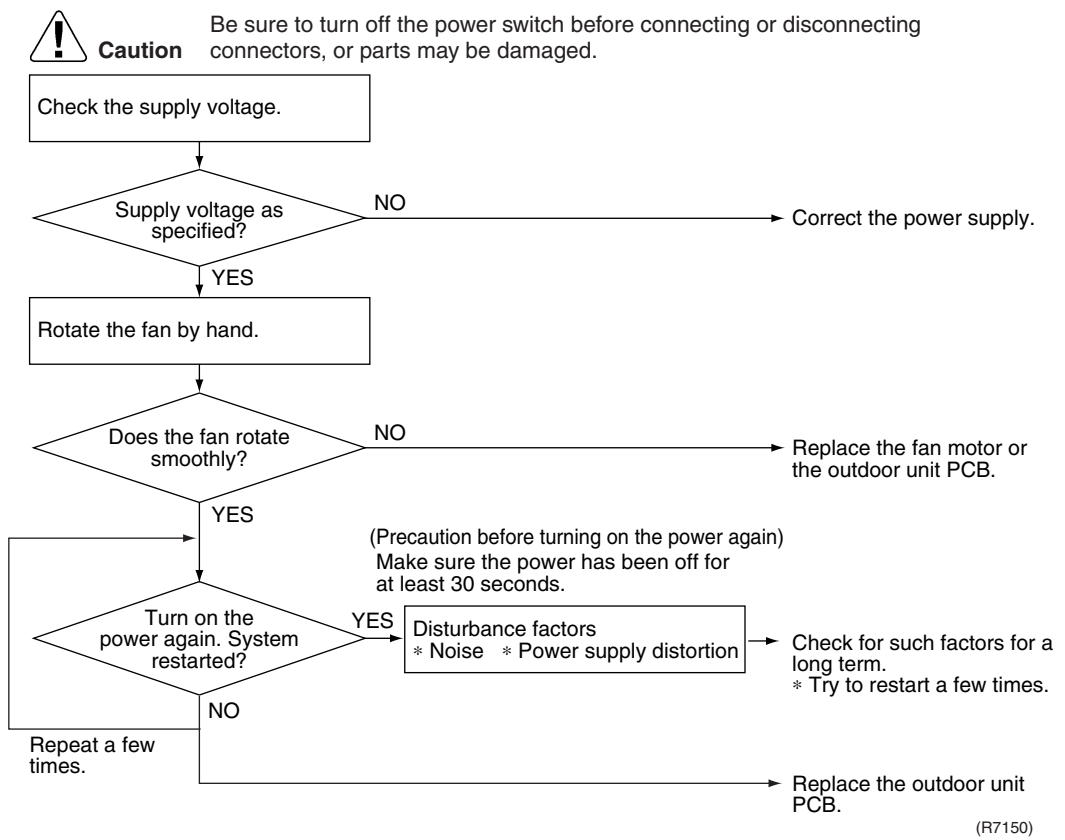 Be sure to turn off the power switch before connecting or disconnecting
Caution connectors, or parts may be damaged.
Check the supply voltage.
Supply voltage as
specified?
NO
Correct the power supply.
YES
Rotate the fan by hand.
Does the fan rotate
smoothly?
NO
Replace the fan motor or
the outdoor unit PCB.
YES
(Precaution before turning on the power again)
Make sure the power has been off for
at least 30 seconds.
Turn on the
power again. System
restarted?
YES
Disturbance factors
* Noise * Power supply distortion
Check for such factors for a
long term.
* Try to restart a few times.
NO
Repeat a few
times.
Replace the outdoor unit
PCB.
(R7150)